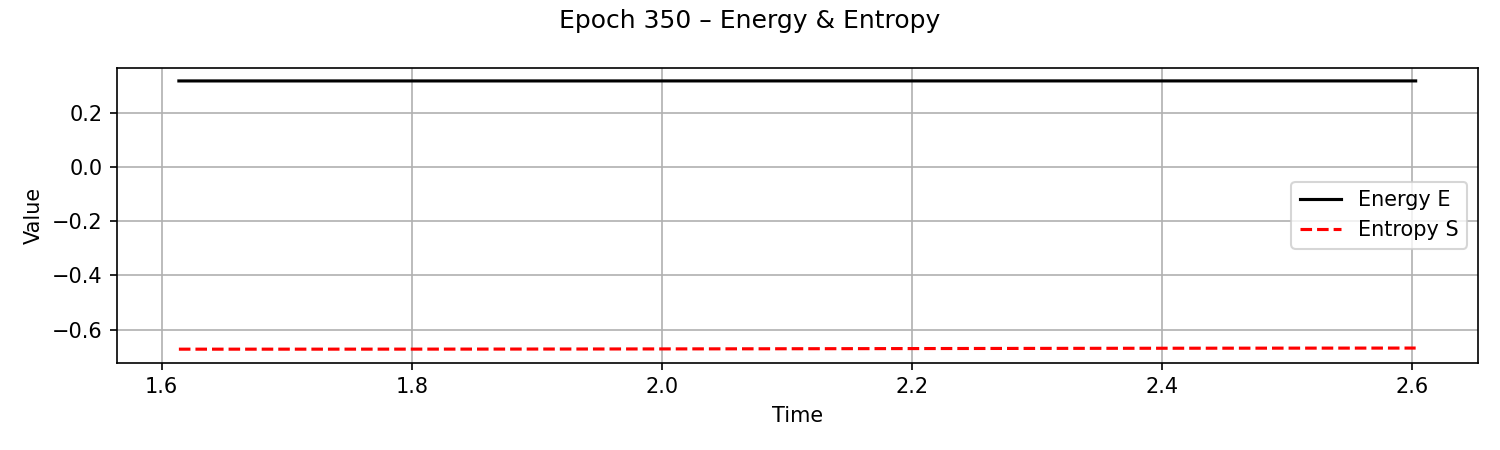 Epoch 350 – Energy & Entropy
Value
0.2
0.0
−0.2
−0.4
−0.6
Energy E
Entropy S
1.6 1.8 2.0 2.2 2.4 2.6
Time